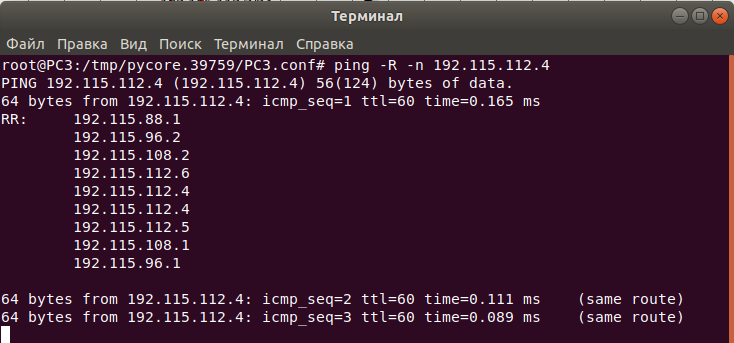 Терминал
Файл Правка Вид Поиск Терминал Справка
root@PC3:/tmp/pycore.39759/PC3.conf# ping -R -n 192.115.112.4
PING 192.115.112.4 (192.115.112.4) 56(124) bytes of data.
64 bytes from 192.115.112.4: icmp_seq=1 ttl=60 time=0.165 ms
RR:     192.115.88.1
        192.115.96.2
        192.115.108.2
        192.115.112.6
        192.115.112.4
        192.115.112.4
        192.115.112.5
        192.115.108.1
        192.115.96.1
64 bytes from 192.115.112.4: icmp_seq=2 ttl=60 time=0.111 ms    (same route)
64 bytes from 192.115.112.4: icmp_seq=3 ttl=60 time=0.089 ms    (same route)